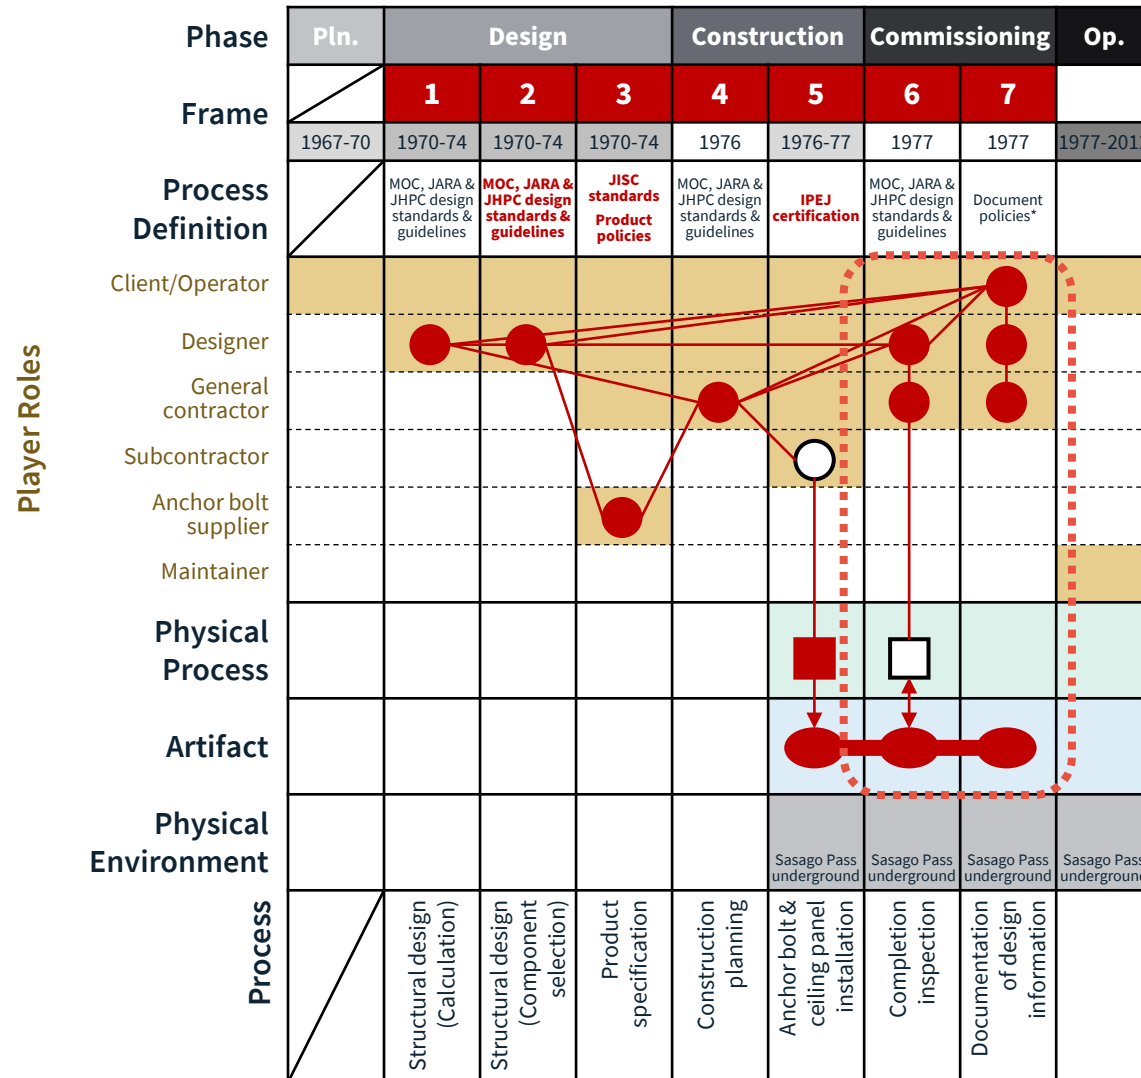 Phase
Pln.
Design
Construction
Commissioning
Op.
Frame
1
2
3
4
5
6
7
1967-70
1970-74
1970-74
1970-74
1976
1976-77
1977
1977
1977-201
Process
Definition
MOC, JARA &
JHPC design
standards &
guidelines
MOC, JARA &
JHPC design
standards &
guidelines
JISC
standards
Product
policies
MOC, JARA &
JHPC design
standards &
guidelines
IPEJ
certification
MOC, JARA &
JHPC design
standards &
guidelines
Document
policies*
Player Roles
Client/Operator
Designer
General
contractor
Subcontractor
Anchor bolt
supplier
Maintainer
Physical
Process
Artifact
Physical
Environment
Sasago Pass
underground
Sasago Pass
underground
Sasago Pass
underground
Sasago Pass
underground
Process
Structural design
(Calculation)
Structural design
(Component
selection)
Product
specification
Construction
planning
Anchor bolt &
ceiling panel
installation
Completion
inspection
Documentation
of design
information